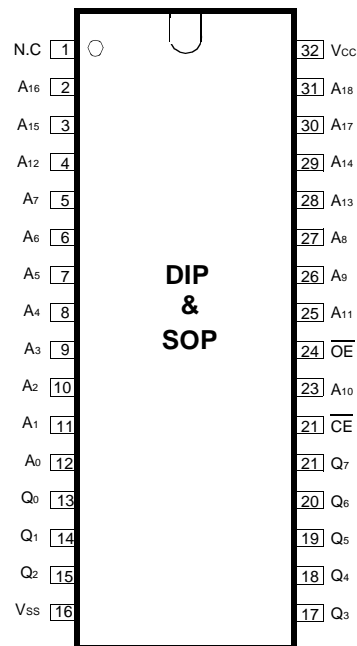 N.C 1 32 VCC
A16 2 31 A18
A15 3 30 A17
A12 4 29 A14
A7 5 28 A13
A6 6 27 A8
A5 7 26 A9
A4 8 25 A11
A3 9 24 OE
A2 10 23 A10
A1 11 21 CE
A0 12 21 Q7
Q0 13 20 Q6
Q1 14 19 Q5
Q2 15 18 Q4
VSS 16 17 Q3
DIP
&
SOP